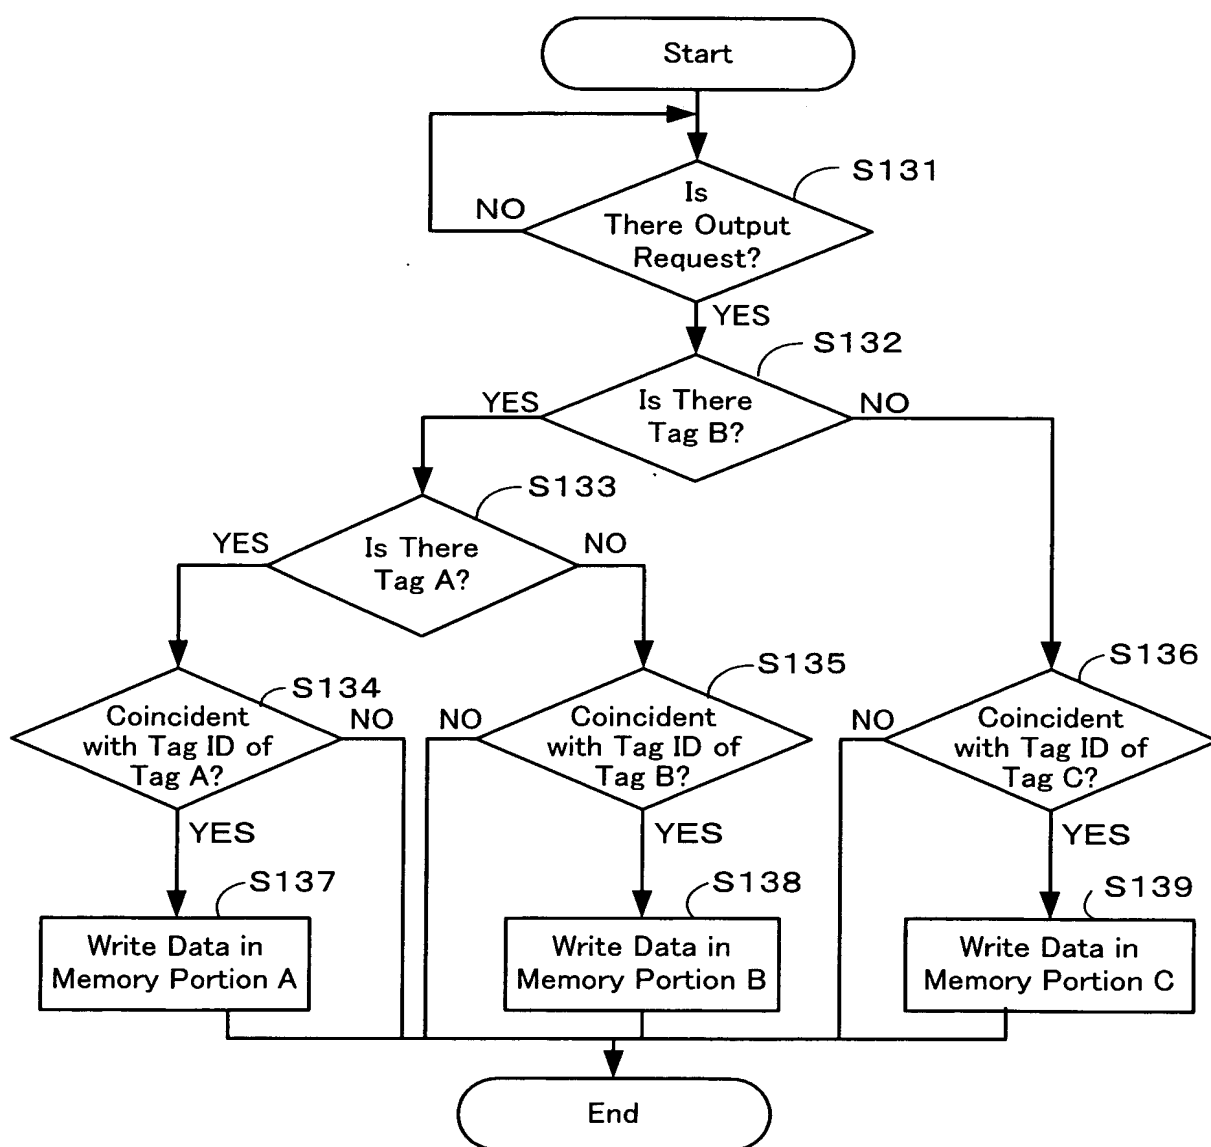 Start
S131
Is
There Output
Request?
NO
YES
S132
Is There
Tag B?
YES
NO
S133
Is There
Tag A?
YES
NO
S134
Coincident
with Tag ID of
Tag A?
NO
YES
S135
Coincident
with Tag ID of
Tag B?
NO
YES
S136
Coincident
with Tag ID of
Tag C?
NO
YES
S137
Write Data in
Memory Portion A
S138
Write Data in
Memory Portion B
S139
Write Data in
Memory Portion C
End